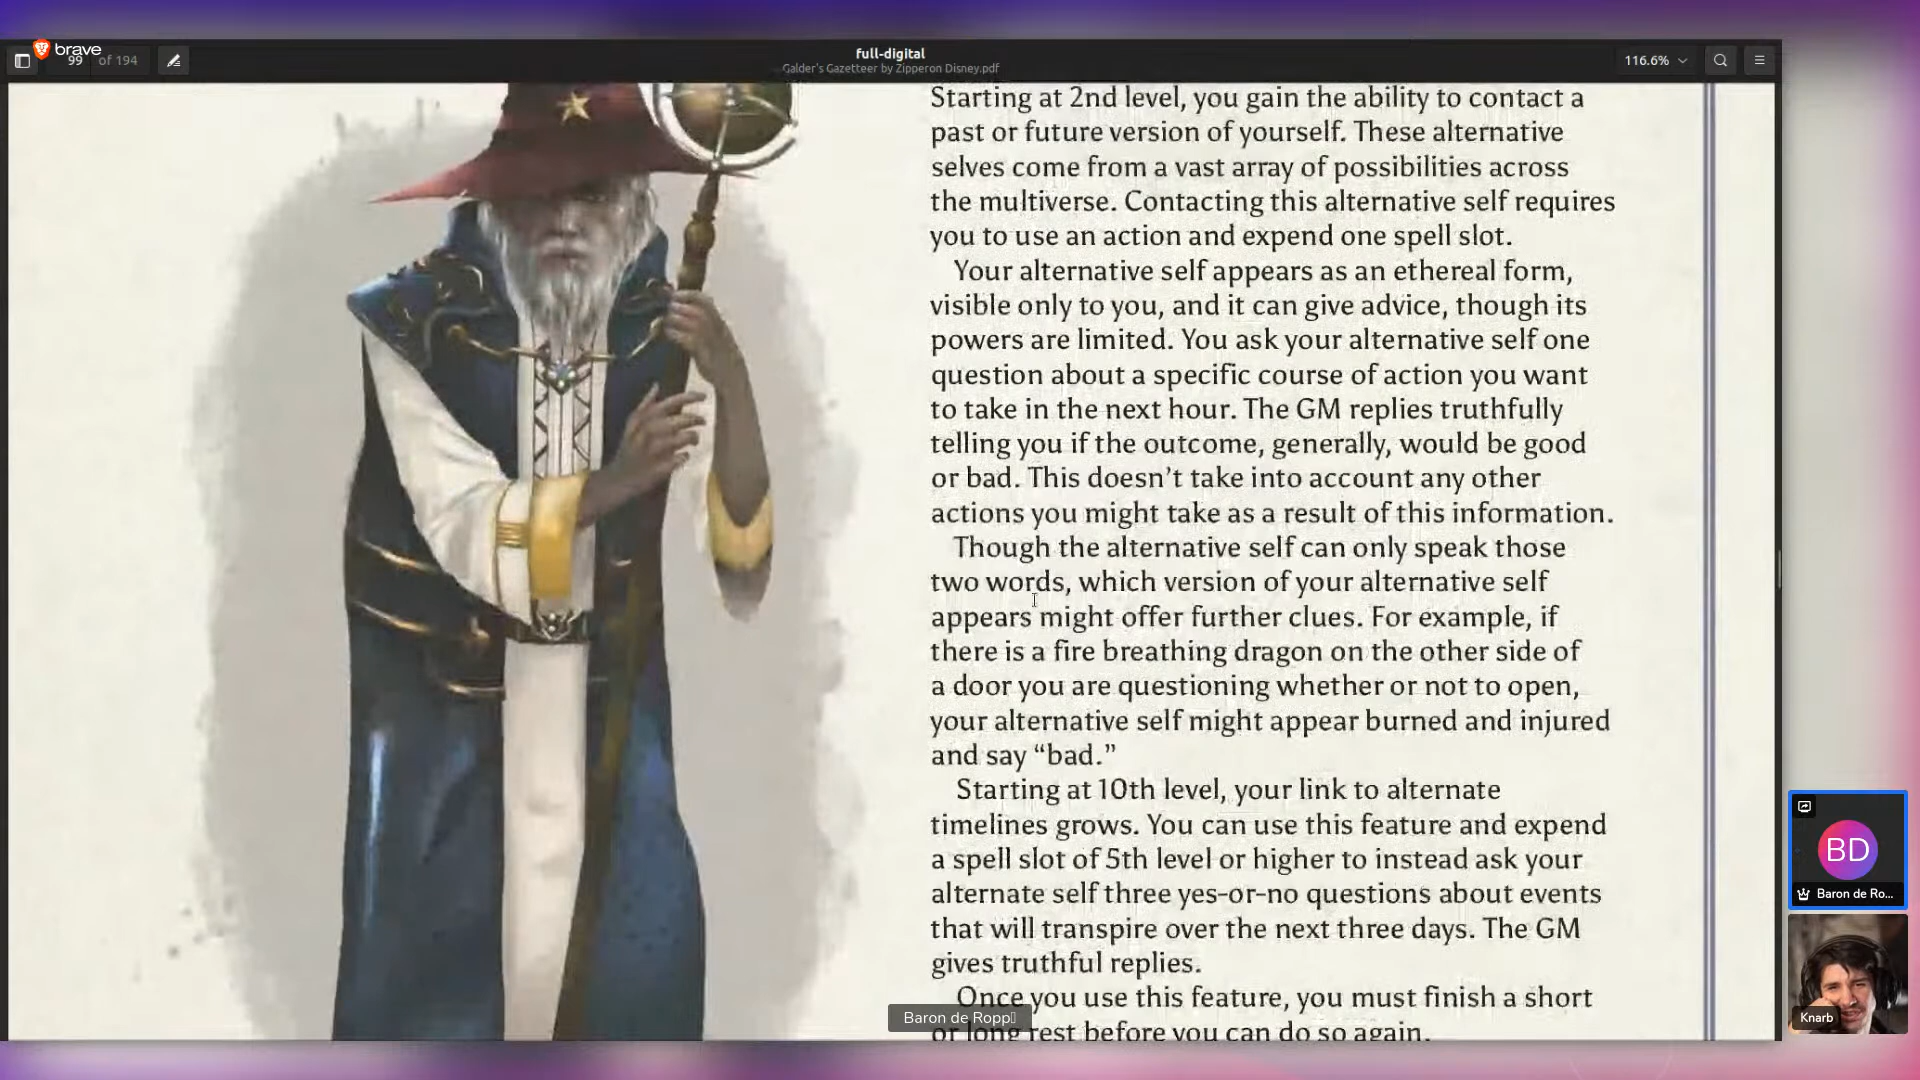 brave
99 of 194
full-digital
Galder's Gazetteer by Zipperon Disney.pdf
116.6%
Starting at 2nd level, you gain the ability to contact a
past or future version of yourself. These alternative
selves come from a vast array of possibilities across
the multiverse. Contacting this alternative self requires
you to use an action and expend one spell slot.
Your alternative self appears as an ethereal form,
visible only to you, and it can give advice, though its
powers are limited. You ask your alternative self one
question about a specific course of action you want
to take in the next hour. The GM replies truthfully
telling you if the outcome, generally, would be good
or bad. This doesn’t take into account any other
actions you might take as a result of this information.
Though the alternative self can only speak those
two words, which version of your alternative self
appears might offer further clues. For example, if
there is a fire breathing dragon on the other side of
a door you are questioning whether or not to open,
your alternative self might appear burned and injured
and say “bad.”
Starting at 10th level, your link to alternate
timelines grows. You can use this feature and expend
a spell slot of 5th level or higher to instead ask your
alternate self three yes-or-no questions about events
that will transpire over the next three days. The GM
gives truthful replies.
Once you use this feature, you must finish a short
or long rest before you can do so again.
Baron de Ropp
BD
Baron de Ro...
Knarb